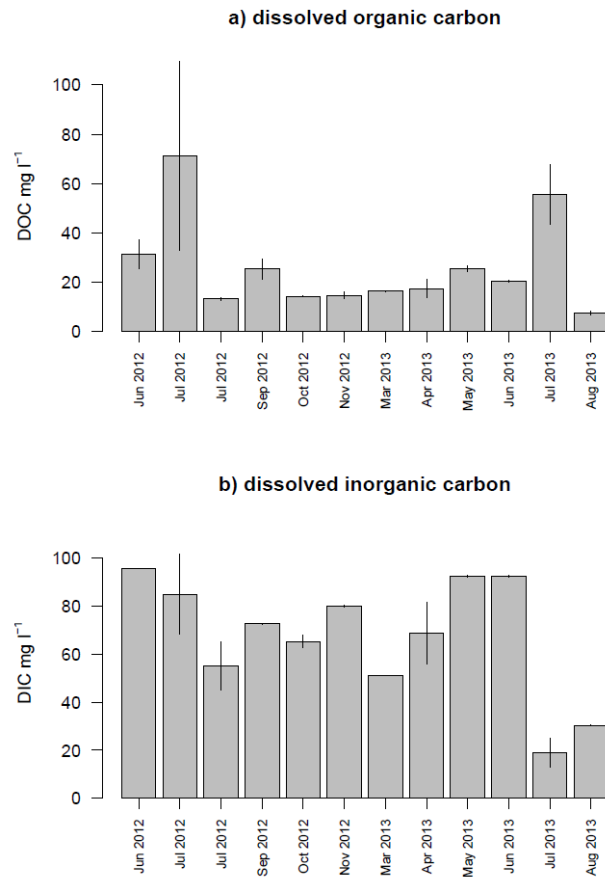 a) dissolved organic carbon
100
80
60
40
20
0
DOC mg l⁻¹
Jun 2012
Jul 2012
Jul 2012
Sep 2012
Oct 2012
Nov 2012
Mar 2013
Apr 2013
May 2013
Jun 2013
Jul 2013
Aug 2013
b) dissolved inorganic carbon
100
80
60
40
20
0
DIC mg l⁻¹
Jun 2012
Jul 2012
Jul 2012
Sep 2012
Oct 2012
Nov 2012
Mar 2013
Apr 2013
May 2013
Jun 2013
Jul 2013
Aug 2013